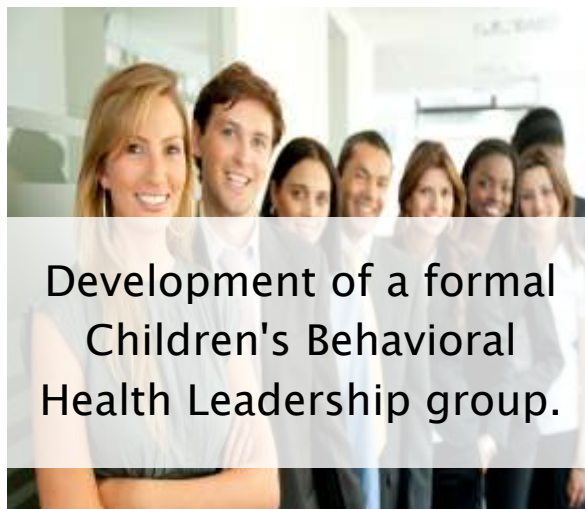 Development of a formal
Children's Behavioral
Health Leadership group.